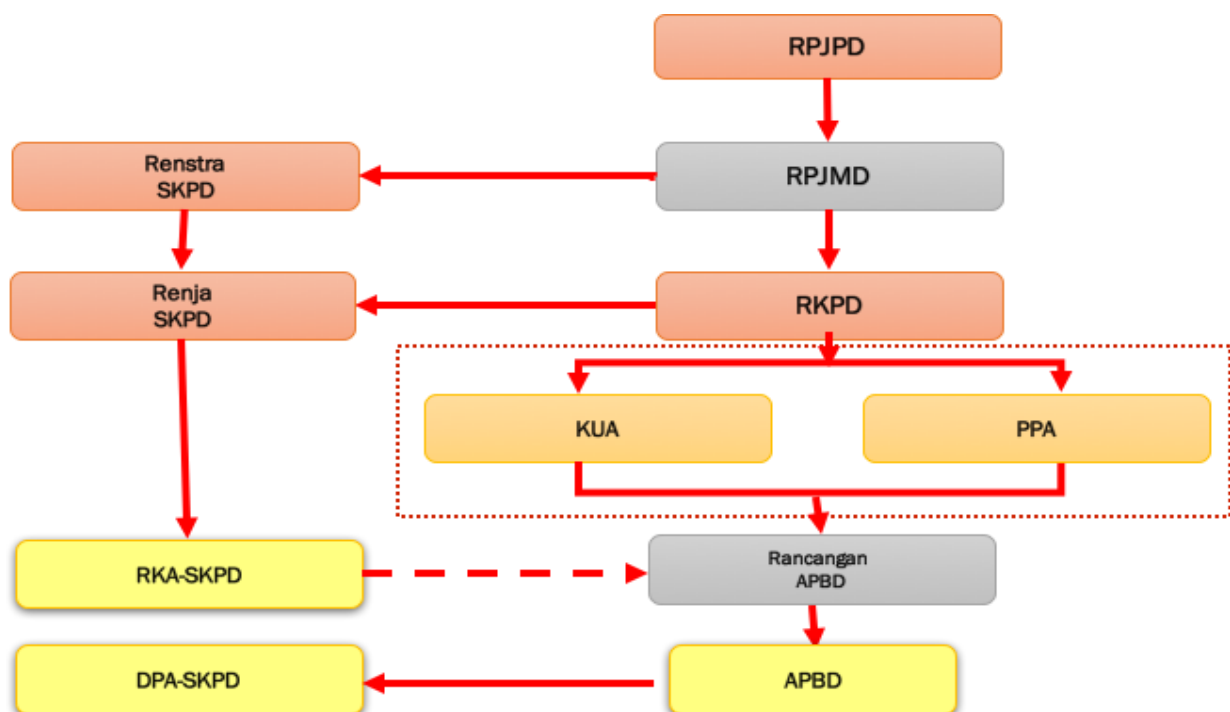 RPJPD
Renstra
SKPD
RPJMD
Renja
SKPD
RKPD
KUA
PPA
RKA-SKPD
Rancangan
APBD
DPA-SKPD
APBD